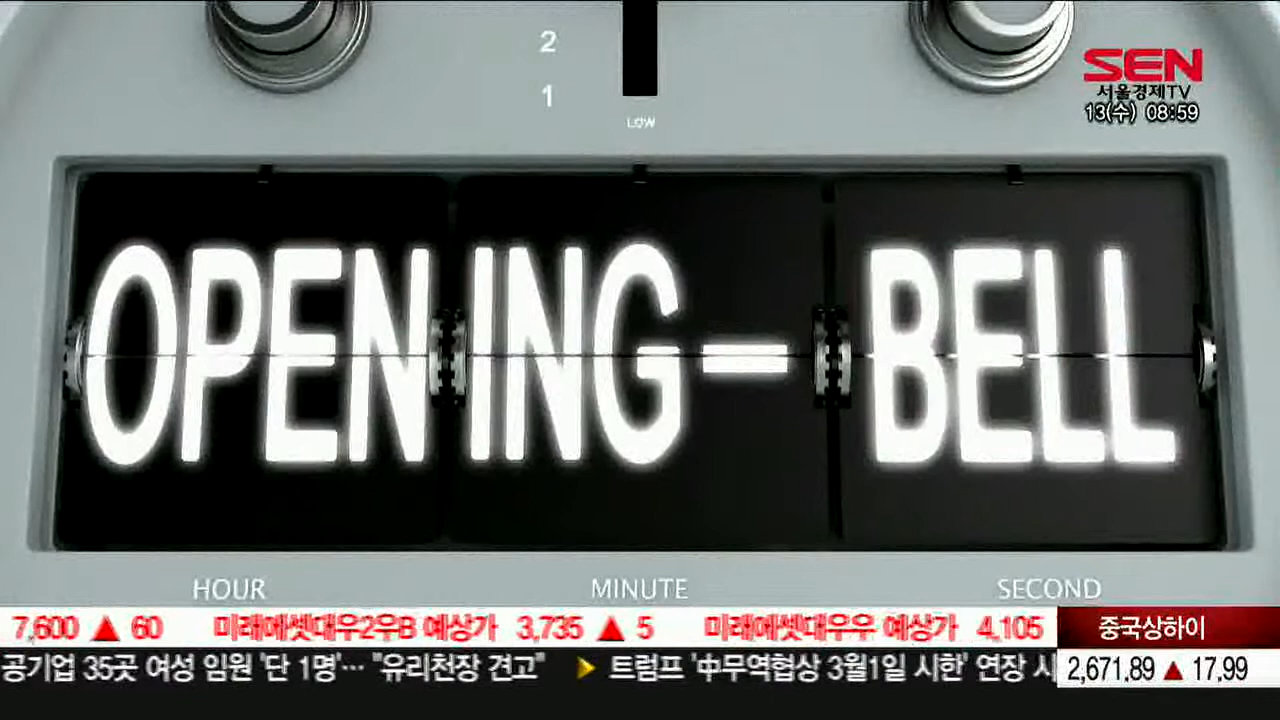 2
1
LOW
SEN
서울경제TV
13(수) 08:59
OPENING-BELL
HOUR MINUTE SECOND
7,600 ▲ 60 미래에셋대우2우B 예상가 3,735 ▲ 5 미래에셋대우우 예상가 4,105
중국상하이
공기업 35곳 여성 임원 '단 1명'… "유리천장 견고" ▶ 트럼프 '中무역협상 3월1일 시한' 연장 시
2,671.89 ▲ 17.99